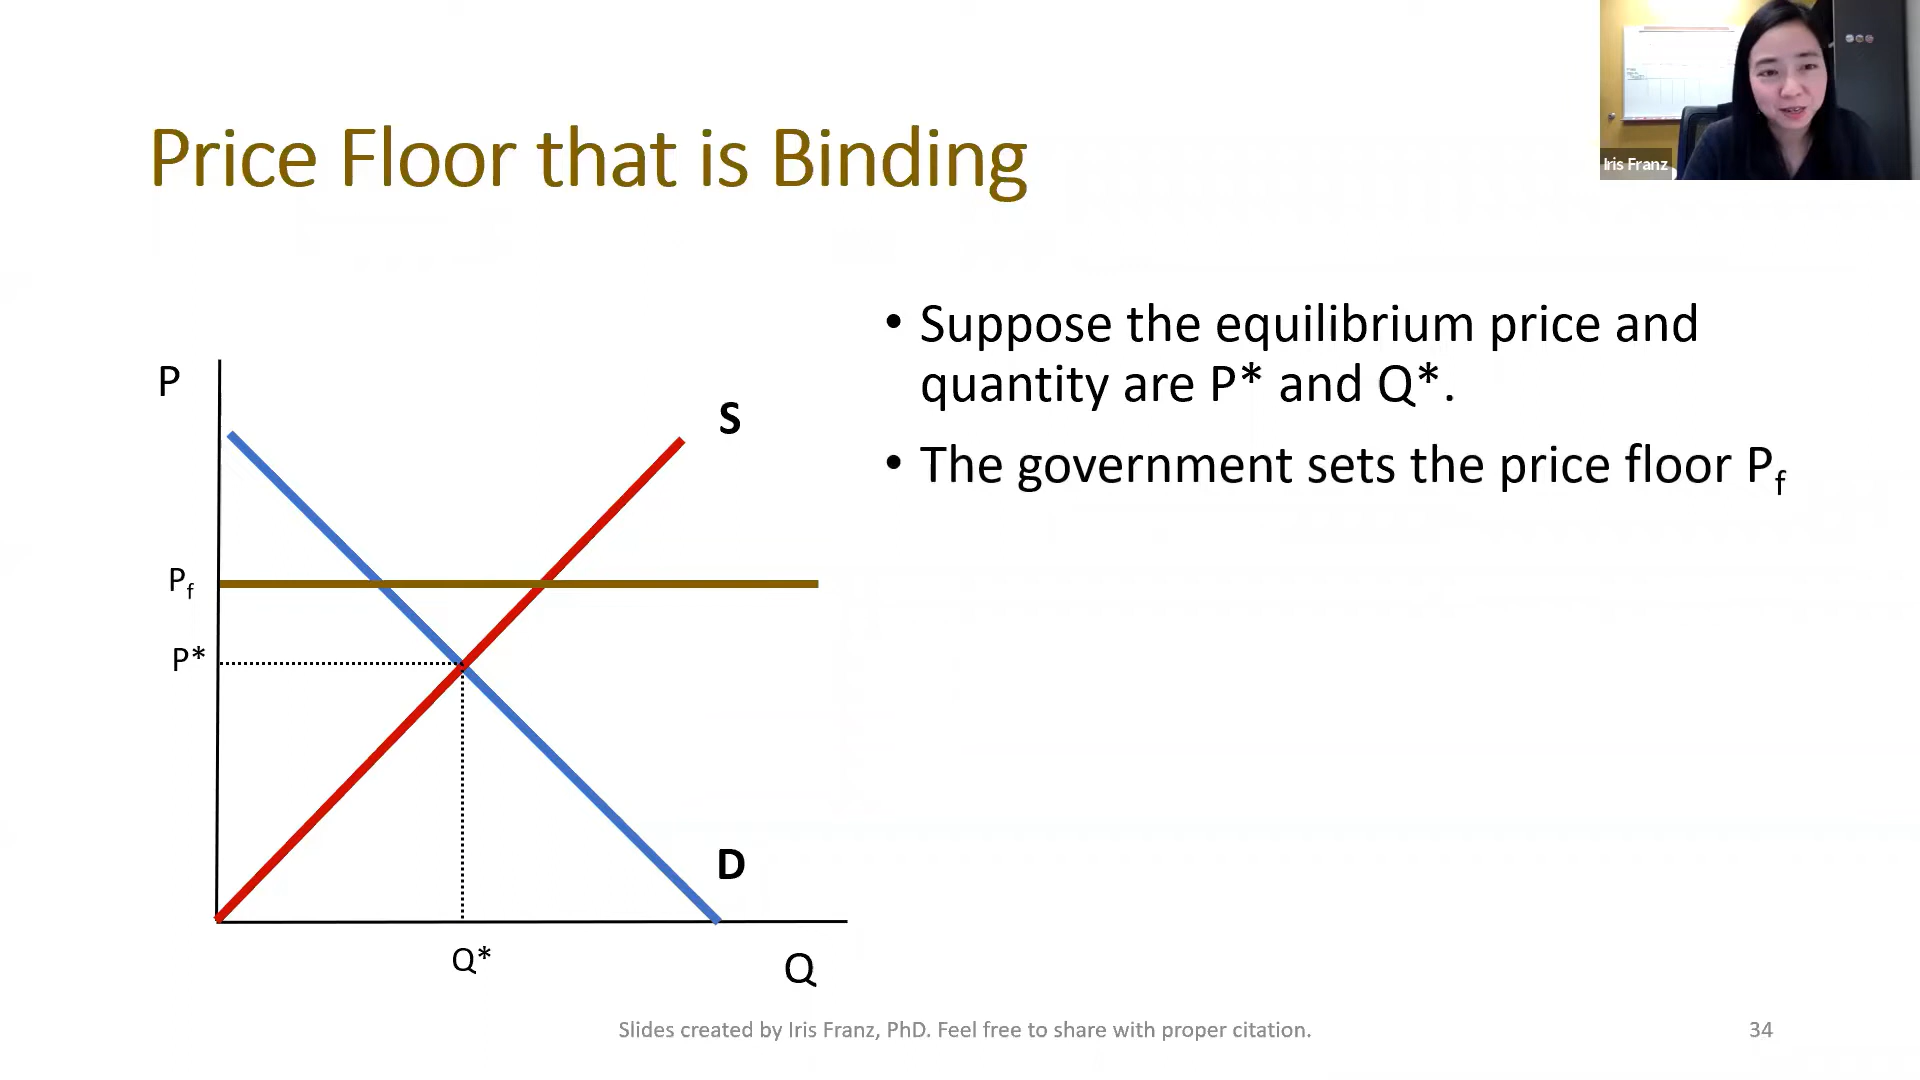 Iris Franz
Price Floor that is Binding
• Suppose the equilibrium price and
quantity are P* and Q*.
• The government sets the price floor Pf
P
S
Pf
P*
D
Q*
Q
Slides created by Iris Franz, PhD. Feel free to share with proper citation.
34